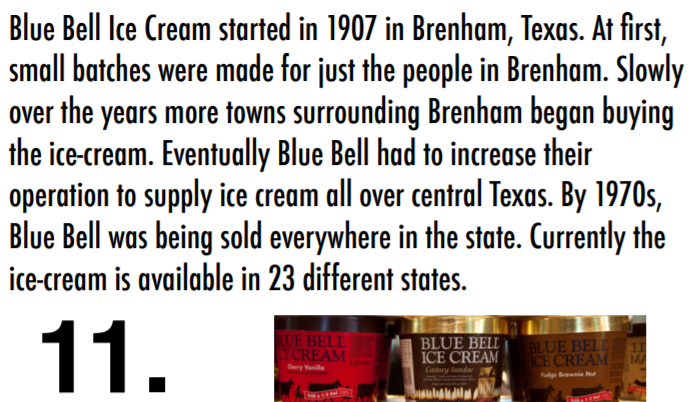 Blue Bell Ice Cream started in 1907 in Brenham, Texas. At first,
small batches were made for just the people in Brenham. Slowly
over the years more towns surrounding Brenham began buying
the ice-cream. Eventually Blue Bell had to increase their
operation to supply ice cream all over central Texas. By 1970s,
Blue Bell was being sold everywhere in the state. Currently the
ice-cream is available in 23 different states.
11.
BLUE BELL
ICE CREAM
Vanilla
BLUE BELL
ICE CREAM
Century Sundae
100
BLUE BELL
ICE CREAM
Fudge Brownie Nut